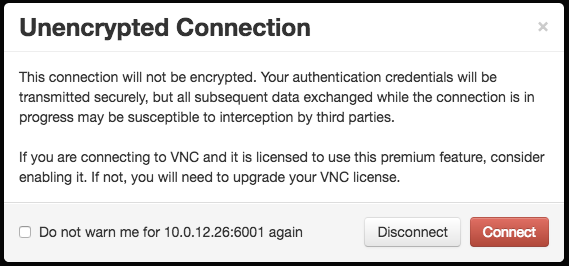 Unencrypted Connection
×
This connection will not be encrypted. Your authentication credentials will be
transmitted securely, but all subsequent data exchanged while the connection is in
progress may be susceptible to interception by third parties.
If you are connecting to VNC and it is licensed to use this premium feature, consider
enabling it. If not, you will need to upgrade your VNC license.
Do not warn me for 10.0.12.26:6001 again
Disconnect
Connect